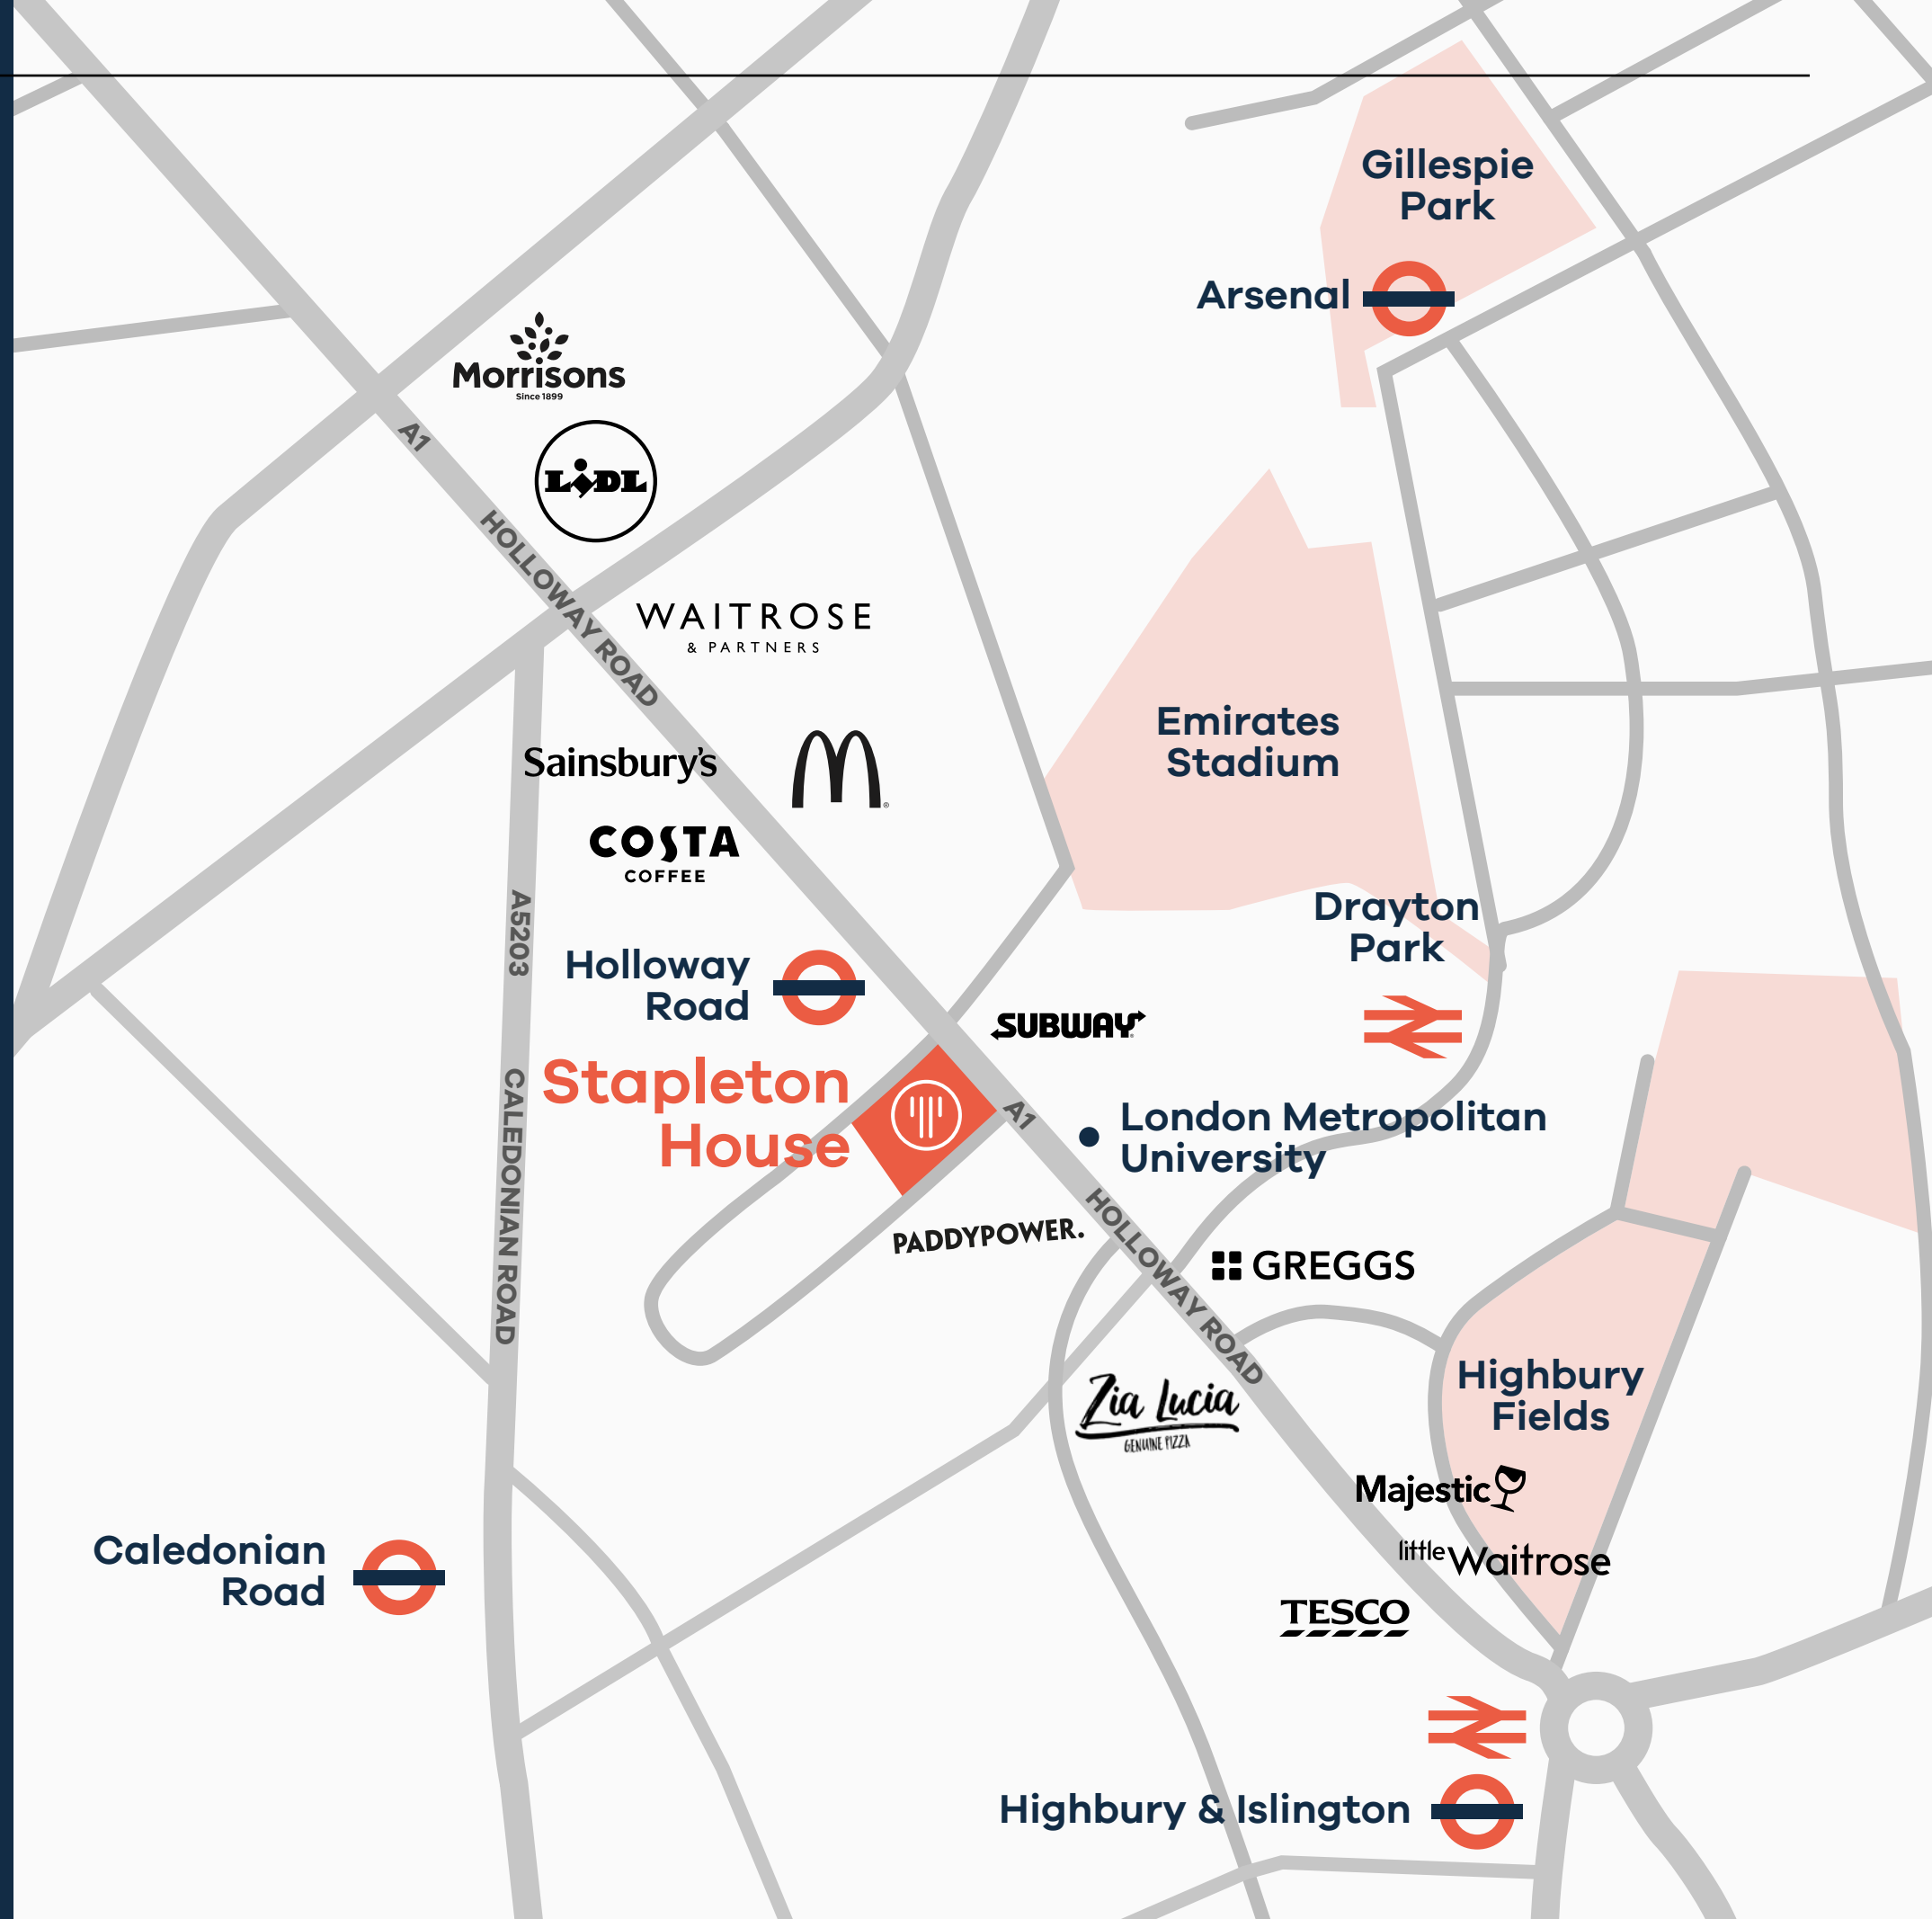 Gillespie
Park
Arsenal
Morrisons
Since 1899
A1
LiDL
HOLLOWAY ROAD
WAITROSE
& PARTNERS
Sainsbury's
Emirates
Stadium
COSTA
COFFEE
A5203
Drayton
Park
Holloway
Road
SUBWAY
Stapleton
House
CALEDONIAN ROAD
A1
London Metropolitan
University
HOLLOWAY ROAD
PADDYPOWER.
GREGGS
Zia Lucia
GENUINE PIZZA
Highbury
Fields
Majestic
little Waitrose
Caledonian
Road
TESCO
Highbury & Islington